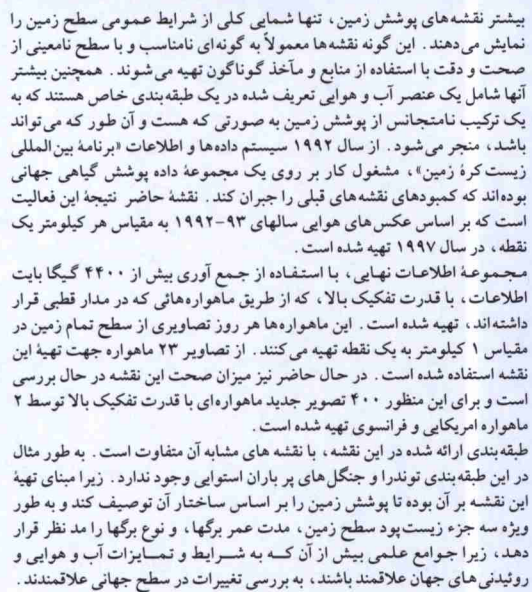 بیشتر نقشه‌های پوشش زمین، تنها شمایی کلی از شرایط عمومی سطح زمین را
نمایش می‌دهند. این گونه نقشه‌ها معمولاً به گونه‌ای نامناسب و با سطح نامعینی از
صحت و دقت با استفاده از منابع و مآخذ گوناگون تهیه می‌شوند. همچنین بیشتر
آنها شامل یک عنصر آب و هوایی تعریف شده در یک طبقه‌بندی خاص هستند که به
یک ترکیب نامتجانس از پوشش زمین به صورتی که هست و آن طور که می‌تواند
باشد، منجر می‌شود. از سال ۱۹۹۲ سیستم داده‌ها و اطلاعات «برنامهٔ بین‌المللی
زیست کرهٔ زمین»، مشغول کار بر روی یک مجموعهٔ داده پوشش گیاهی جهانی
بوده‌اند که کمبودهای نقشه‌های قبلی را جبران کند. نقشهٔ حاضر نتیجهٔ این فعالیت
است که بر اساس عکس‌های هوایی سالهای ۹۳-۱۹۹۲ به مقیاس هر کیلومتر یک
نقطه، در سال ۱۹۹۷ تهیه شده است.
مجموعهٔ اطلاعات نهایی، با استفاده از جمع آوری بیش از ۴۴۰۰ گیگا بایت
اطلاعات، با قدرت تفکیک بالا، که از طریق ماهواره‌هائی که در مدار قطبی قرار
داشته‌اند، تهیه شده است. این ماهواره‌ها هر روز تصاویری از سطح تمام زمین در
مقیاس ۱ کیلومتر به یک نقطه تهیه می‌کنند. از تصاویر ۲۳ ماهواره جهت تهیهٔ این
نقشه استفاده شده است. در حال حاضر نیز میزان صحت این نقشه در حال بررسی
است و برای این منظور ۴۰۰ تصویر جدید ماهواره‌ای با قدرت تفکیک بالا توسط ۲
ماهواره امریکایی و فرانسوی تهیه شده است.
طبقه‌بندی ارائه شده در این نقشه، با نقشه های مشابه آن متفاوت است. به طور مثال
در این طبقه‌بندی توندرا و جنگل‌های پر باران استوایی وجود ندارد. زیرا مبنای تهیهٔ
این نقشه بر آن بوده تا پوشش زمین را بر اساس ساختار آن توصیف کند و به طور
ویژه سه جزء زیست‌پود سطح زمین، مدت عمر برگها، و نوع برگها را مد نظر قرار
دهد، زیرا جوامع علمی بیش از آن که به شرایط و تمایزات آب و هوایی و
روئیدنی‌های جهان علاقمند باشند، به بررسی تغییرات در سطح جهانی علاقمندند.